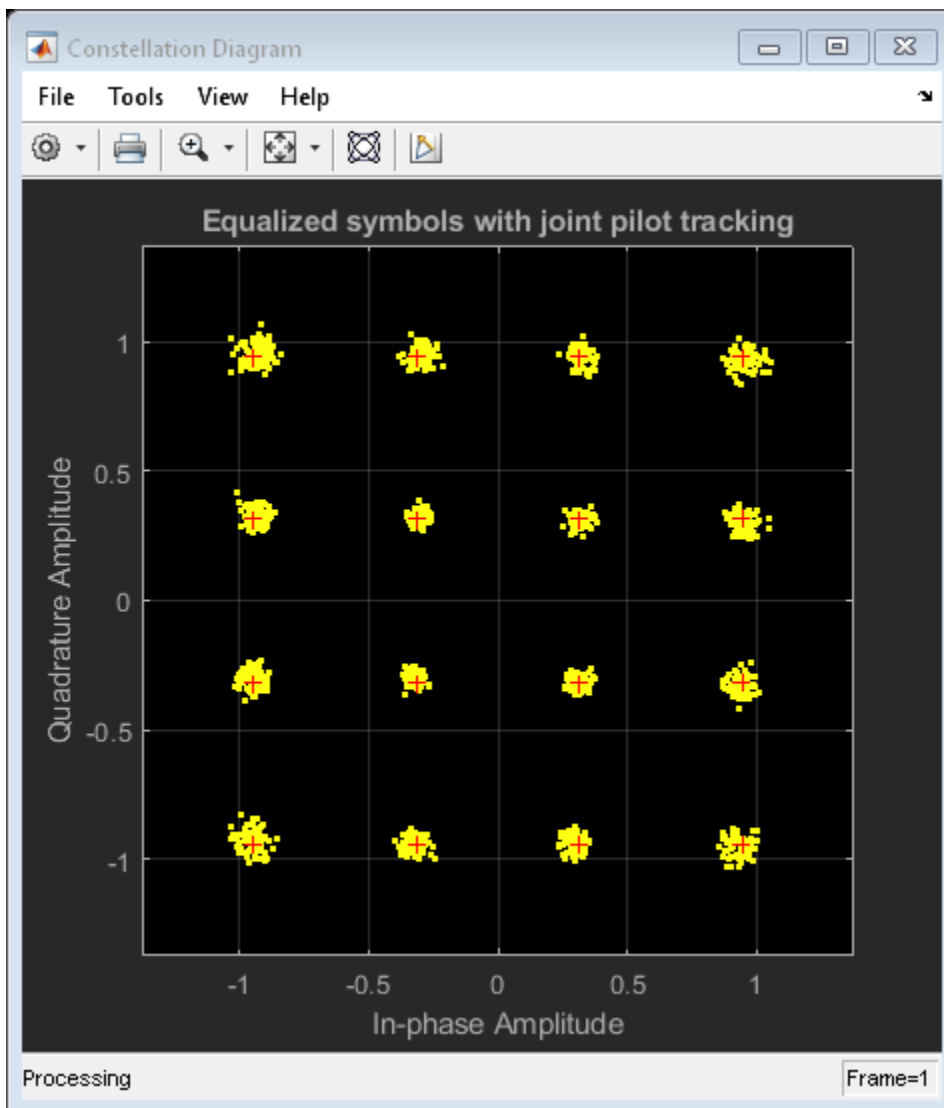 Constellation Diagram
File Tools View Help
Equalized symbols with joint pilot tracking
1
0.5
0
-0.5
-1
Quadrature Amplitude
-1 -0.5 0 0.5 1
In-phase Amplitude
Processing Frame=1